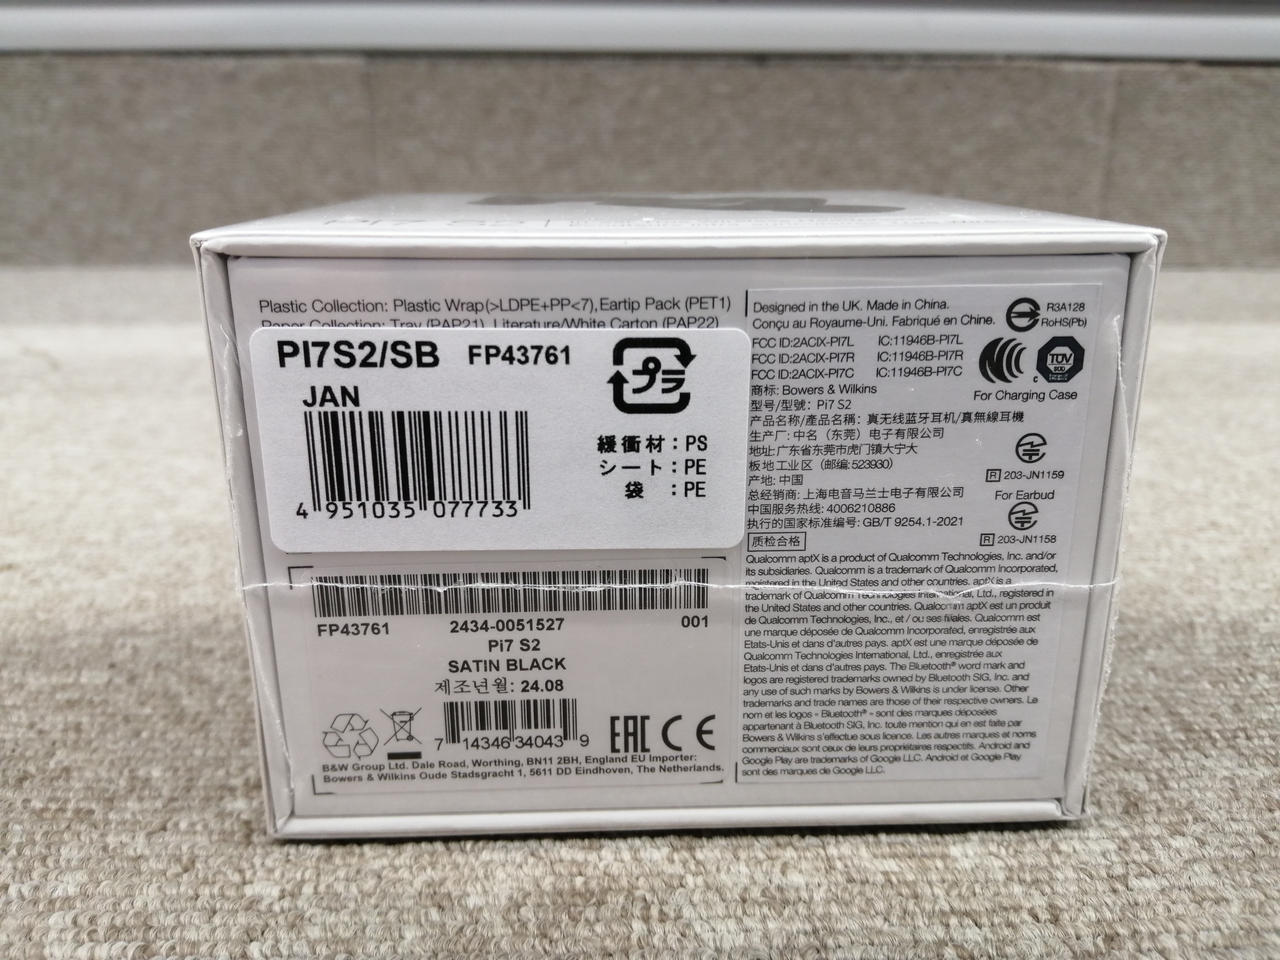 Pi7 S2
Plastic Collection: Plastic Wrap(>LDPE+PP<7), Eartip Pack (PET1)
Paper Collection: Tray (PAP21), Literature/White Carton (PAP22)
PI7S2/SB FP43761
JAN
4 951035 077733
プラ
緩衝材：PS
シート：PE
袋 ：PE
FP43761 2434-0051527 001
Pi7 S2
SATIN BLACK
제조년월: 24.08
7 14346 34043 9
EAC CE
B&W Group Ltd. Dale Road, Worthing, BN11 2BH, England EU Importer:
Bowers & Wilkins Oude Stadsgracht 1, 5611 DD Eindhoven, The Netherlands.
Designed in the UK. Made in China.
Conçu au Royaume-Uni. Fabriqué en Chine.
R3A128
RoHS(Pb)
FCC ID:2ACIX-PI7L IC:11946B-PI7L
FCC ID:2ACIX-PI7R IC:11946B-PI7R
FCC ID:2ACIX-PI7C IC:11946B-PI7C
TÜV
SÜD
C
For Charging Case
商标: Bowers & Wilkins
型号/型號: Pi7 S2
产品名称/產品名稱: 真无线蓝牙耳机/真無線耳機
生产厂: 中名（东莞）电子有限公司
地址:广东省东莞市虎门镇大宁大
板地工业区（邮编:523930)
产地: 中国
总经销商: 上海电音马兰士电子有限公司
中国服务热线: 4006210886
执行的国家标准编号: GB/T 9254.1-2021
质检合格
R 203-JN1159
For Earbud
R 203-JN1158
Qualcomm aptX is a product of Qualcomm Technologies, Inc. and/or
its subsidiaries. Qualcomm is a trademark of Qualcomm Incorporated,
registered in the United States and other countries. aptX is a
trademark of Qualcomm Technologies International, Ltd., registered in
the United States and other countries. Qualcomm aptX est un produit
de Qualcomm Technologies, Inc., et / ou ses filiales. Qualcomm est
une marque déposée de Qualcomm Incorporated, enregistrée aux
Etats-Unis et dans d'autres pays. aptX est une marque déposée de
Qualcomm Technologies International, Ltd., enregistrée aux
Etats-Unis et dans d'autres pays. The Bluetooth® word mark and
logos are registered trademarks owned by Bluetooth SIG, Inc. and
any use of such marks by Bowers & Wilkins is under license. Other
trademarks and trade names are those of their respective owners. Le
nom et les logos « Bluetooth® » sont des marques déposées
appartenant à Bluetooth SIG, Inc. toute mention qui en est faite par
Bowers & Wilkins s'effectue sous licence. Les autres marques et noms
commerciaux sont ceux de leurs propriétaires respectifs. Android and
Google Play are trademarks of Google LLC. Android et Google Play
sont des marques de Google LLC.